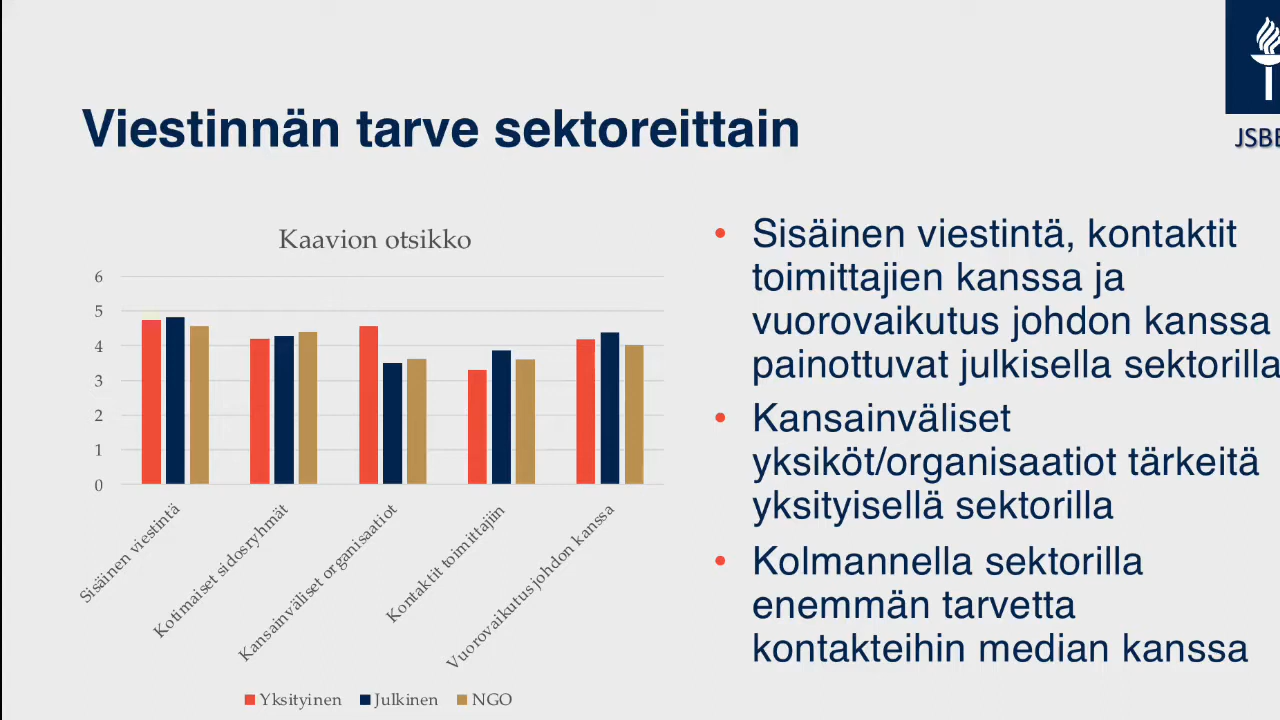 JSBE
Viestinnän tarve sektoreittain
Kaavion otsikko
6
5
4
3
2
1
0
Sisäinen viestintä
Kotimaiset sidosryhmät
Kansainväliset organisaatiot
Kontaktit toimittajiin
Vuorovaikutus johdon kanssa
Yksityinen Julkinen NGO
• Sisäinen viestintä, kontaktit
toimittajien kanssa ja
vuorovaikutus johdon kanssa
painottuvat julkisella sektorilla
• Kansainväliset
yksiköt/organisaatiot tärkeitä
yksityisellä sektorilla
• Kolmannella sektorilla
enemmän tarvetta
kontakteihin median kanssa